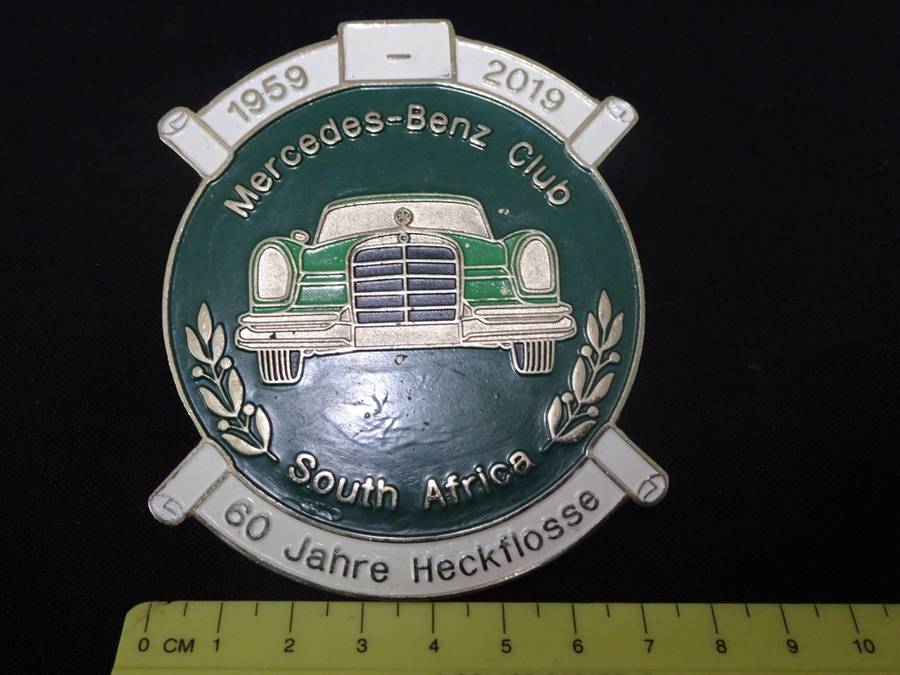 1959 - 2019
Mercedes-Benz Club
South Africa
60 Jahre Heckflosse
0 CM 1 2 3 4 5 6 7 8 9 10